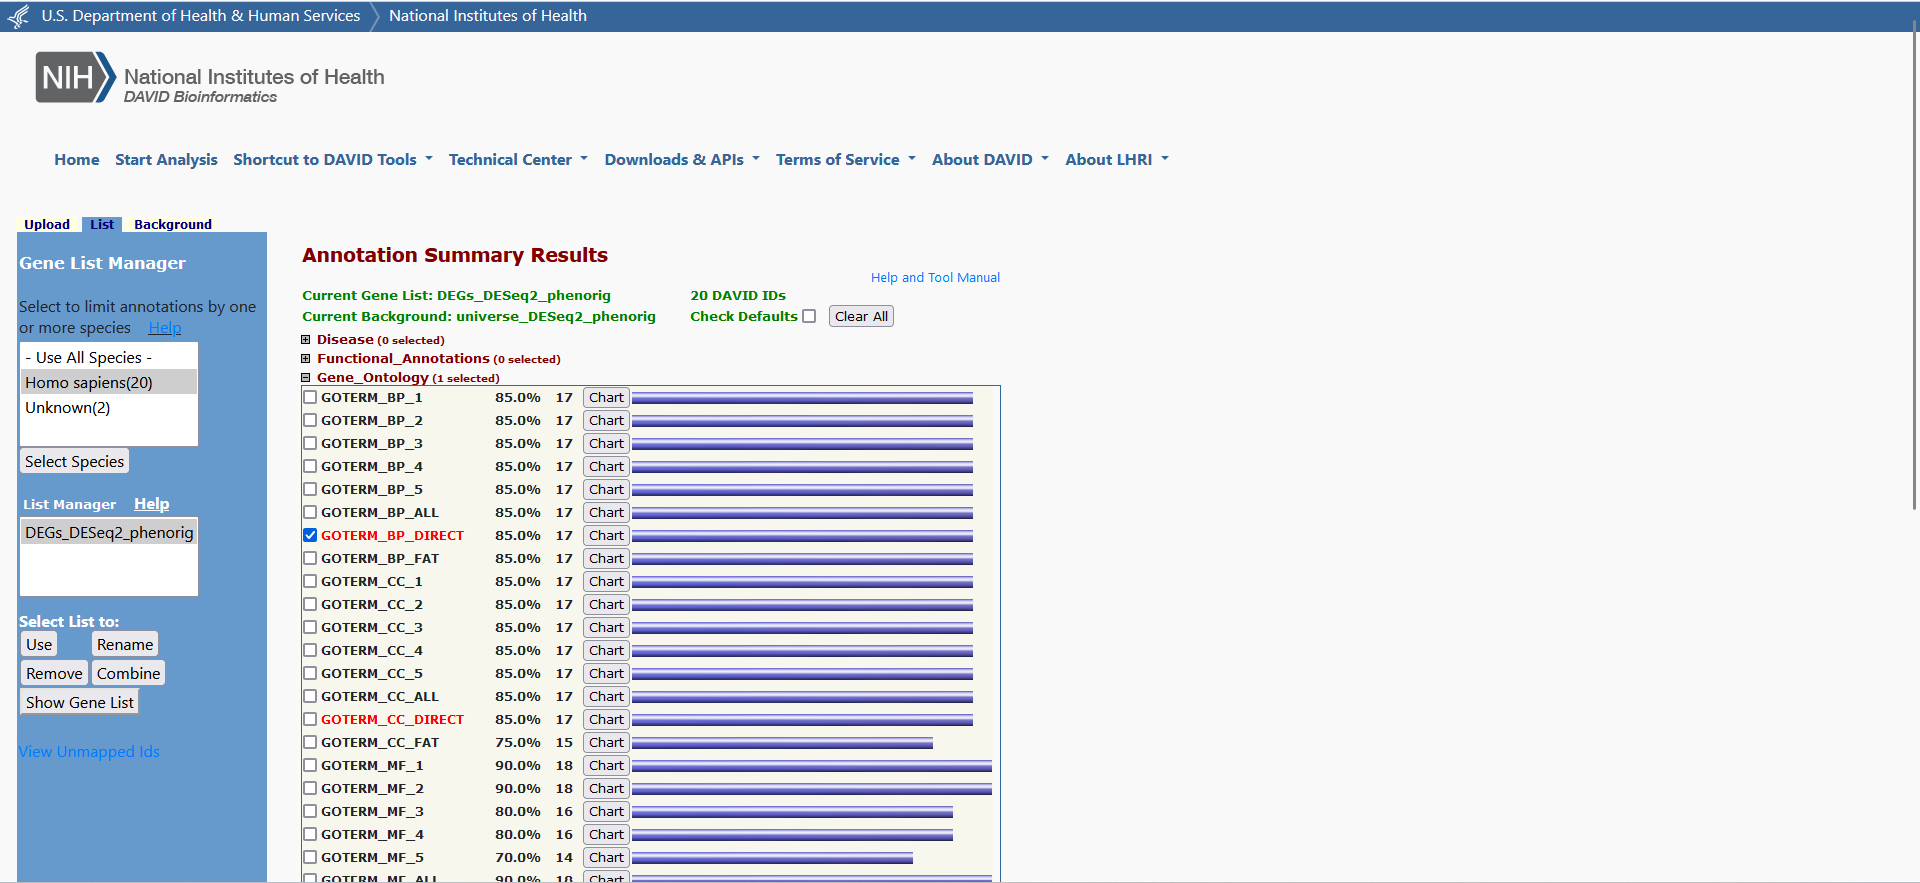 U.S. Department of Health & Human Services National Institutes of Health
NIH National Institutes of Health
DAVID Bioinformatics
Home Start Analysis Shortcut to DAVID Tools Technical Center Downloads & APIs Terms of Service About DAVID About LHRI
Upload List Background
Gene List Manager
Select to limit annotations by one
or more species Help
- Use All Species -
Homo sapiens(20)
Unknown(2)
Select Species
List Manager Help
DEGs_DESeq2_phenorig
Select List to:
Use Rename
Remove Combine
Show Gene List
View Unmapped Ids
Annotation Summary Results
Help and Tool Manual
Current Gene List: DEGs_DESeq2_phenorig 20 DAVID IDs
Current Background: universe_DESeq2_phenorig Check Defaults Clear All
Disease (0 selected)
Functional_Annotations (0 selected)
Gene_Ontology (1 selected)
GOTERM_BP_1 85.0% 17 Chart
GOTERM_BP_2 85.0% 17 Chart
GOTERM_BP_3 85.0% 17 Chart
GOTERM_BP_4 85.0% 17 Chart
GOTERM_BP_5 85.0% 17 Chart
GOTERM_BP_ALL 85.0% 17 Chart
GOTERM_BP_DIRECT 85.0% 17 Chart
GOTERM_BP_FAT 85.0% 17 Chart
GOTERM_CC_1 85.0% 17 Chart
GOTERM_CC_2 85.0% 17 Chart
GOTERM_CC_3 85.0% 17 Chart
GOTERM_CC_4 85.0% 17 Chart
GOTERM_CC_5 85.0% 17 Chart
GOTERM_CC_ALL 85.0% 17 Chart
GOTERM_CC_DIRECT 85.0% 17 Chart
GOTERM_CC_FAT 75.0% 15 Chart
GOTERM_MF_1 90.0% 18 Chart
GOTERM_MF_2 90.0% 18 Chart
GOTERM_MF_3 80.0% 16 Chart
GOTERM_MF_4 80.0% 16 Chart
GOTERM_MF_5 70.0% 14 Chart
GOTERM_MF_ALL 90.0% 18 Chart